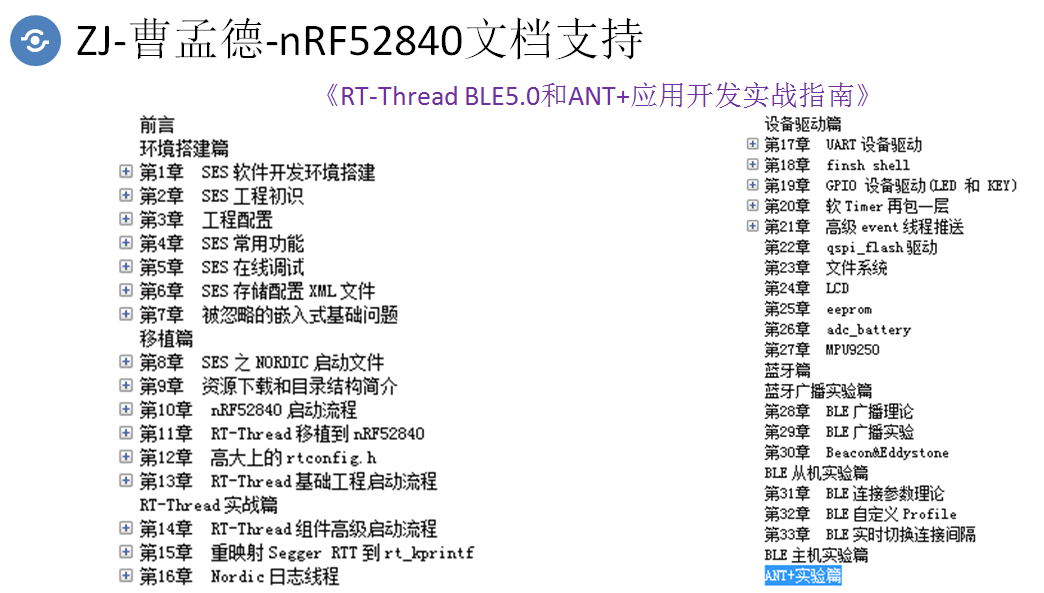 ZJ-曹孟德-nRF52840文档支持
《RT-Thread BLE5.0和ANT+应用开发实战指南》
前言
环境搭建篇
第1章 SES 软件开发环境搭建
第2章 SES 工程初识
第3章 工程配置
第4章 SES 常用功能
第5章 SES 在线调试
第6章 SES 存储配置 XML 文件
第7章 被忽略的嵌入式基础问题
移植篇
第8章 SES 之 NORDIC 启动文件
第9章 资源下载和目录结构简介
第10章 nRF52840 启动流程
第11章 RT-Thread 移植到 nRF52840
第12章 高大上的 rtconfig.h
第13章 RT-Thread 基础工程启动流程
RT-Thread 实战篇
第14章 RT-Thread 组件高级启动流程
第15章 重映射 Segger RTT 到 rt_kprintf
第16章 Nordic 日志线程
设备驱动篇
第17章 UART 设备驱动
第18章 finsh shell
第19章 GPIO 设备驱动(LED 和 KEY)
第20章 软 Timer 再包一层
第21章 高级 event 线程推送
第22章 qspi_flash 驱动
第23章 文件系统
第24章 LCD
第25章 eeprom
第26章 adc_battery
第27章 MPU9250
蓝牙篇
蓝牙广播实验篇
第28章 BLE 广播理论
第29章 BLE 广播实验
第30章 Beacon&Eddystone
BLE 从机实验篇
第31章 BLE 连接参数理论
第32章 BLE 自定义 Profile
第33章 BLE 实时切换连接间隔
BLE 主机实验篇
ANT+实验篇